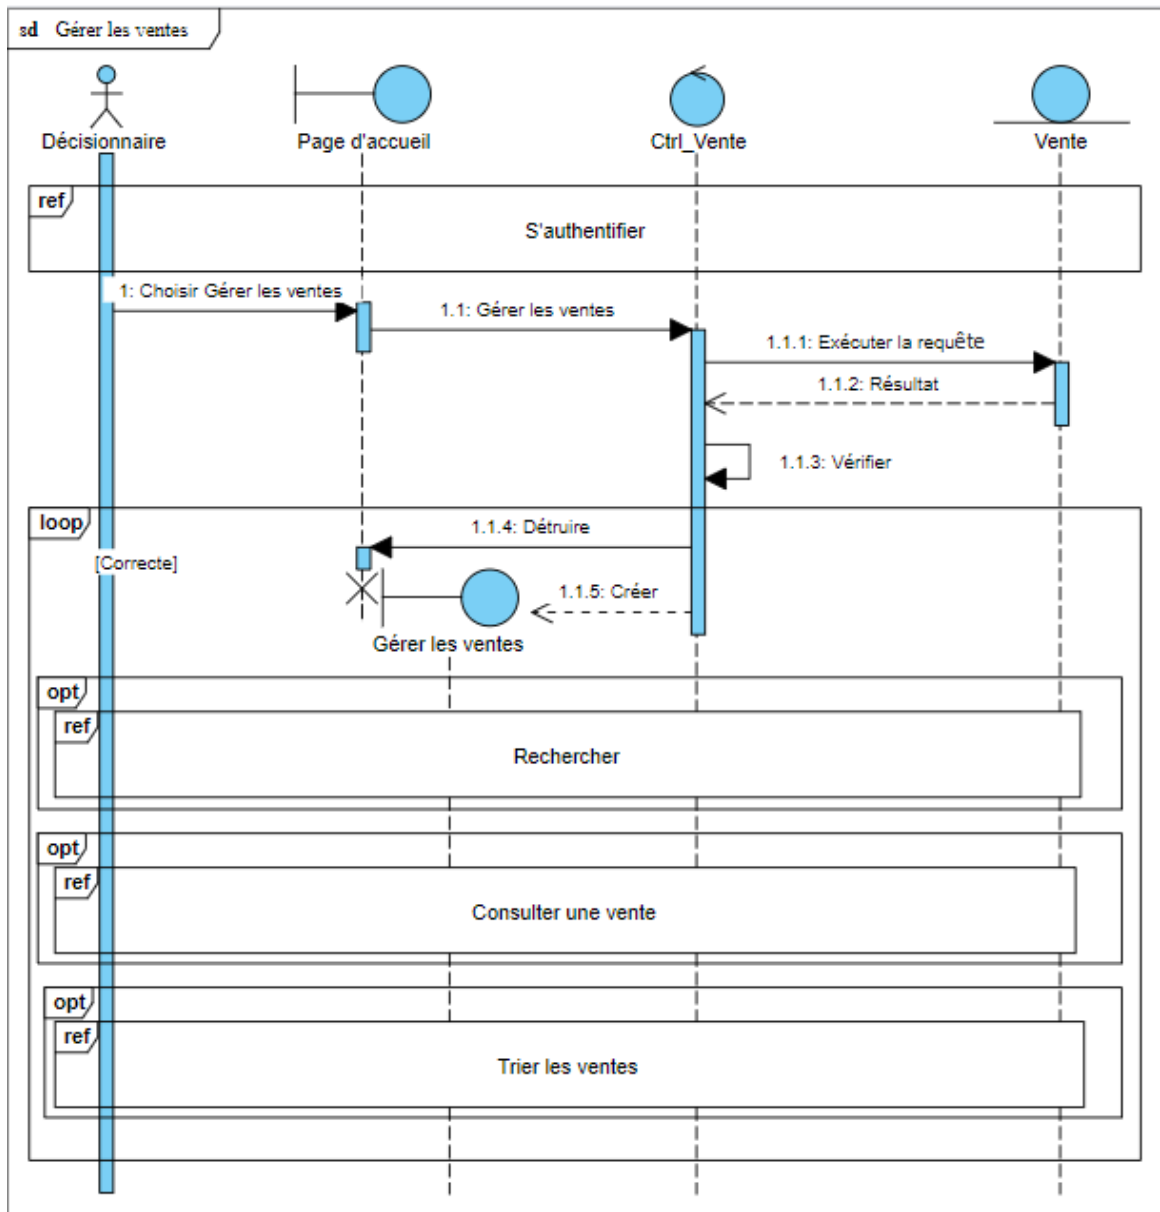 sd Gérer les ventes
Décisionnaire
Page d'accueil
Ctrl_Vente
Vente
ref
S'authentifier
1: Choisir Gérer les ventes
1.1: Gérer les ventes
1.1.1: Exécuter la requête
1.1.2: Résultat
1.1.3: Vérifier
loop
[Correcte]
1.1.4: Détruire
1.1.5: Créer
Gérer les ventes
opt
ref
Rechercher
opt
ref
Consulter une vente
opt
ref
Trier les ventes